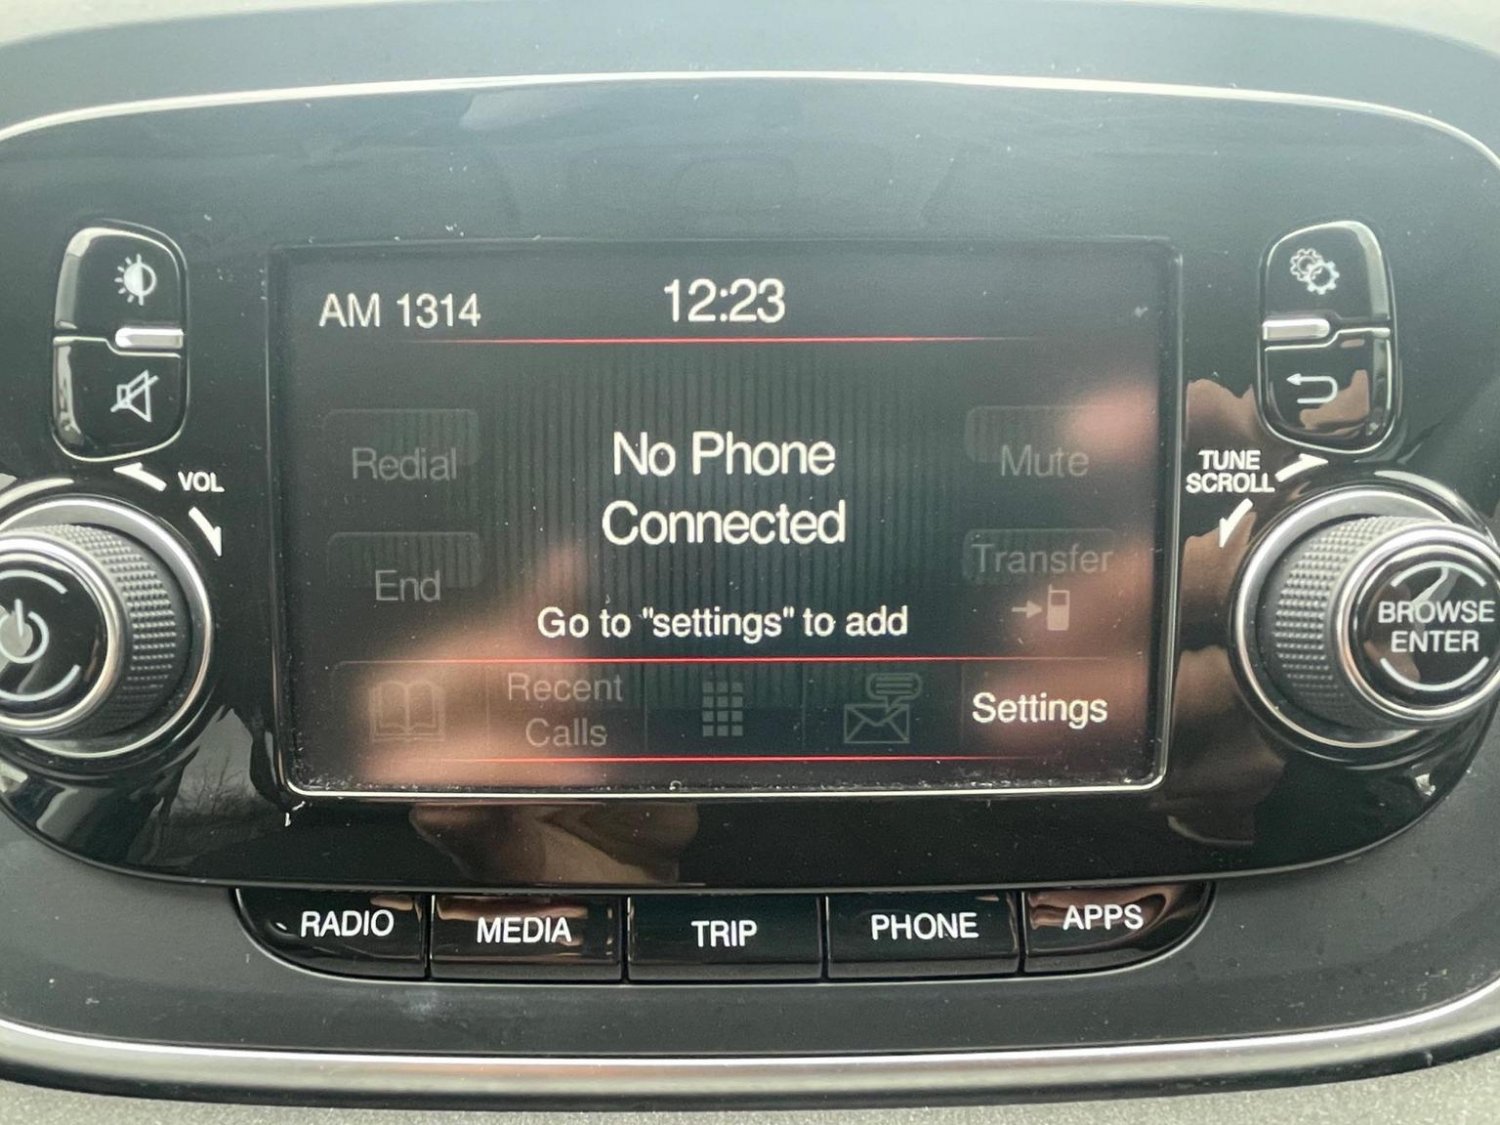 AM 1314
12:23
Redial
No Phone
Connected
Mute
VOL
TUNE
SCROLL
End
Transfer
Go to "settings" to add
BROWSE
ENTER
Recent
Calls
Settings
RADIO
MEDIA
TRIP
PHONE
APPS